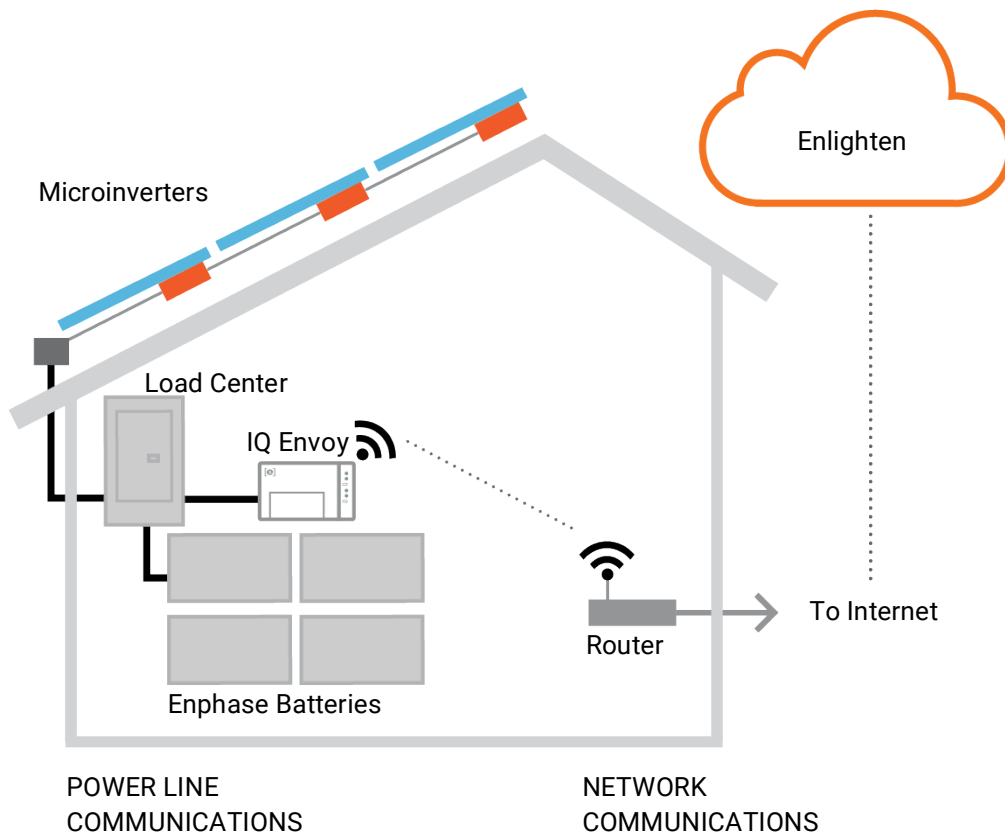 Enlighten
Microinverters
Load Center
IQ Envoy
To Internet
Router
Enphase Batteries
POWER LINE
COMMUNICATIONS
NETWORK
COMMUNICATIONS